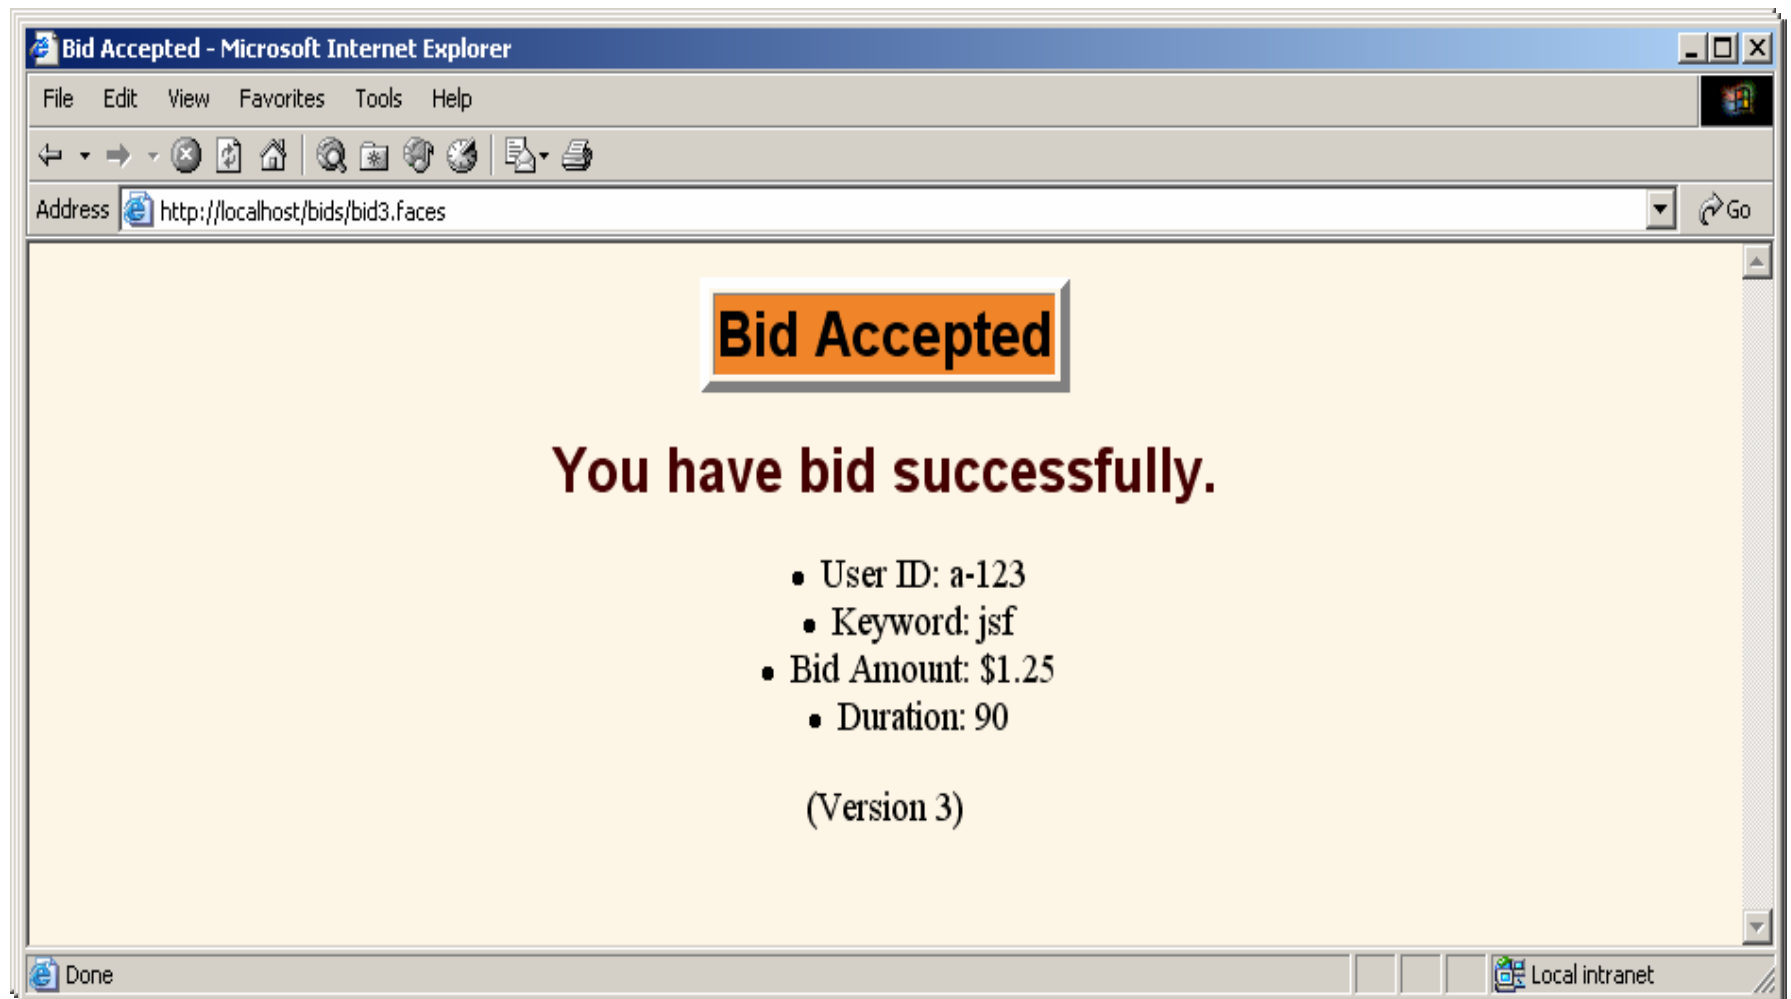 Bid Accepted - Microsoft Internet Explorer
File Edit View Favorites Tools Help
Address http://localhost/bids/bid3.faces Go
Bid Accepted
You have bid successfully.
• User ID: a-123
• Keyword: jsf
• Bid Amount: $1.25
• Duration: 90
(Version 3)
Done Local intranet